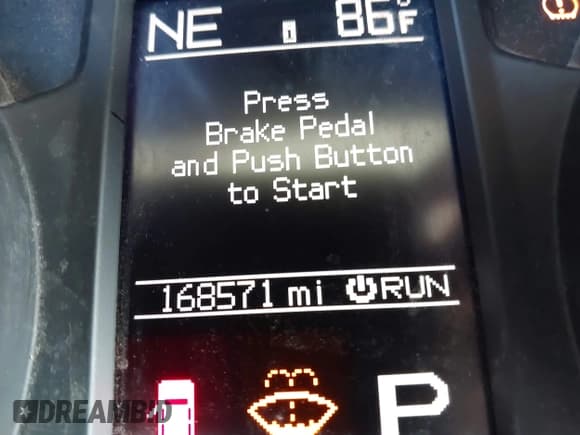 NE 86°F
Press
Brake Pedal
and Push Button
to Start
168571 mi RUN
P
DREAMBID